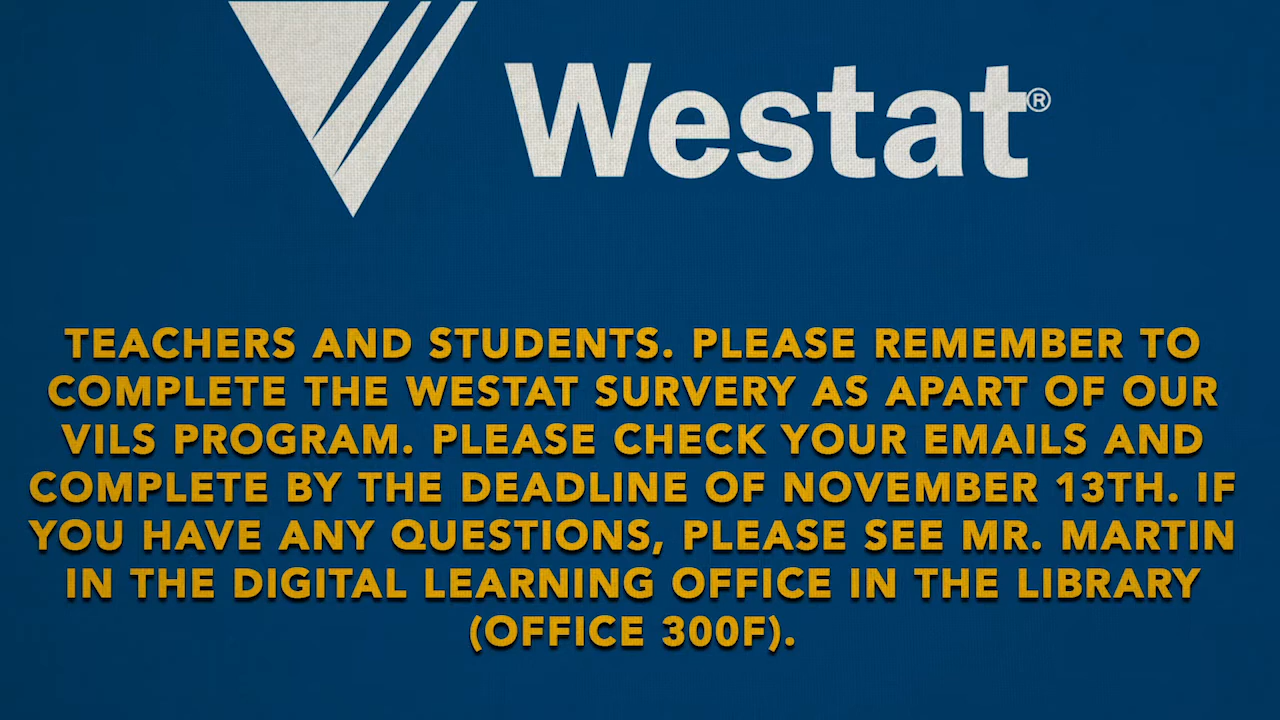 Westat®
TEACHERS AND STUDENTS. PLEASE REMEMBER TO
COMPLETE THE WESTAT SURVERY AS APART OF OUR
VILS PROGRAM. PLEASE CHECK YOUR EMAILS AND
COMPLETE BY THE DEADLINE OF NOVEMBER 13TH. IF
YOU HAVE ANY QUESTIONS, PLEASE SEE MR. MARTIN
IN THE DIGITAL LEARNING OFFICE IN THE LIBRARY
(OFFICE 300F).